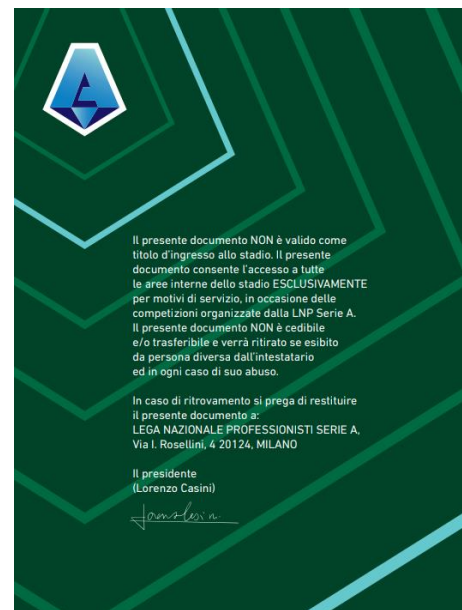 Il presente documento NON è valido come
titolo d'ingresso allo stadio. Il presente
documento consente l'accesso a tutte
le aree interne dello stadio ESCLUSIVAMENTE
per motivi di servizio, in occasione delle
competizioni organizzate dalla LNP Serie A.
Il presente documento NON è cedibile
e/o trasferibile e verrà ritirato se esibito
da persona diversa dall'intestatario
ed in ogni caso di suo abuso.
In caso di ritrovamento si prega di restituire
il presente documento a:
LEGA NAZIONALE PROFESSIONISTI SERIE A,
Via I. Rosellini, 4 20124, MILANO
Il presidente
(Lorenzo Casini)